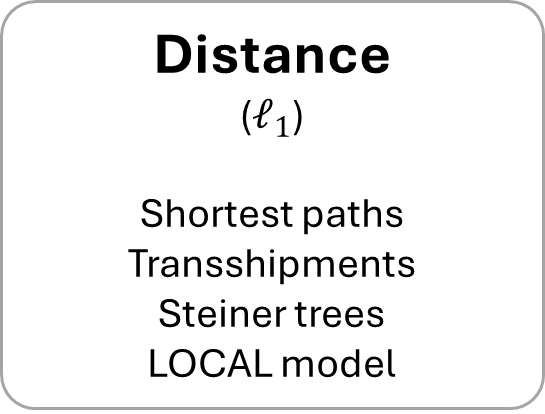 Distance
(ℓ₁)
Shortest paths
Transshipments
Steiner trees
LOCAL model